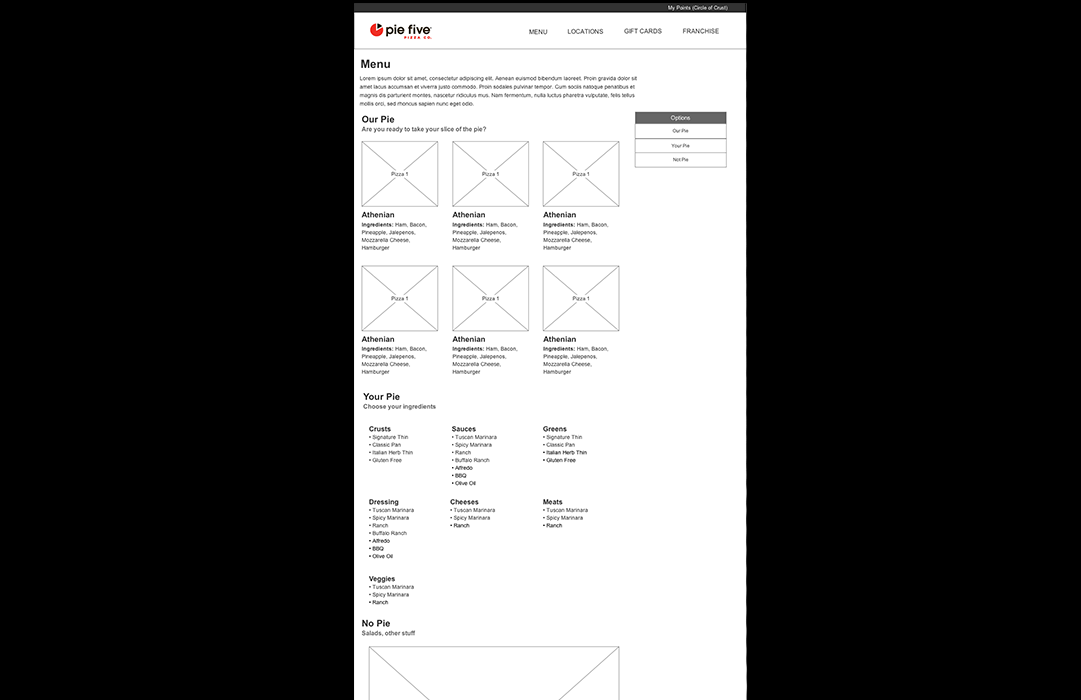 My Points (Circle of Crust)
pie five
PIZZA CO.
MENU LOCATIONS GIFT CARDS FRANCHISE
Menu
Lorem ipsum dolor sit amet, consectetur adipiscing elit. Aenean euismod bibendum laoreet. Proin gravida dolor sit
amet lacus accumsan et viverra justo commodo. Proin sodales pulvinar tempor. Cum sociis natoque penatibus et
magnis dis parturient montes, nascetur ridiculus mus. Nam fermentum, nulla luctus pharetra vulputate, felis tellus
mollis orci, sed rhoncus sapien nunc eget odio.
Our Pie
Are you ready to take your slice of the pie?
Options
Our Pie
Your Pie
Not Pie
Pizza 1 Pizza 1 Pizza 1
Athenian
Ingredients: Ham, Bacon,
Pineapple, Jalepenos,
Mozzarella Cheese,
Hamburger
Athenian
Ingredients: Ham, Bacon,
Pineapple, Jalepenos,
Mozzarella Cheese,
Hamburger
Athenian
Ingredients: Ham, Bacon,
Pineapple, Jalepenos,
Mozzarella Cheese,
Hamburger
Pizza 1 Pizza 1 Pizza 1
Athenian
Ingredients: Ham, Bacon,
Pineapple, Jalepenos,
Mozzarella Cheese,
Hamburger
Athenian
Ingredients: Ham, Bacon,
Pineapple, Jalepenos,
Mozzarella Cheese,
Hamburger
Athenian
Ingredients: Ham, Bacon,
Pineapple, Jalepenos,
Mozzarella Cheese,
Hamburger
Your Pie
Choose your ingredients
Crusts
• Signature Thin
• Classic Pan
• Italian Herb Thin
• Gluten Free
Sauces
• Tuscan Marinara
• Spicy Marinara
• Ranch
• Buffalo Ranch
• Alfredo
• BBQ
• Olive Oil
Greens
• Signature Thin
• Classic Pan
• Italian Herb Thin
• Gluten Free
Dressing
• Tuscan Marinara
• Spicy Marinara
• Ranch
• Buffalo Ranch
• Alfredo
• BBQ
• Olive Oil
Cheeses
• Tuscan Marinara
• Spicy Marinara
• Ranch
Meats
• Tuscan Marinara
• Spicy Marinara
• Ranch
Veggies
• Tuscan Marinara
• Spicy Marinara
• Ranch
No Pie
Salads, other stuff